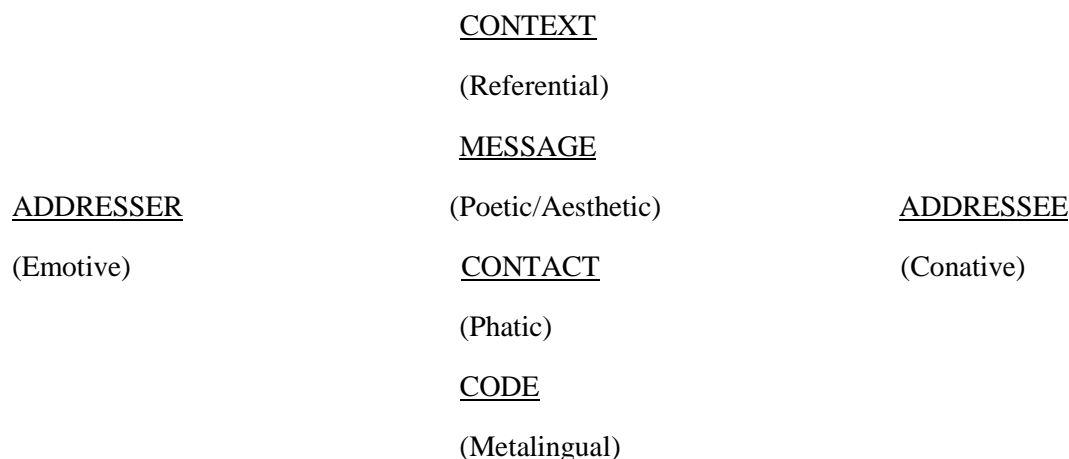 CONTEXT
(Referential)
MESSAGE
ADDRESSER (Poetic/Aesthetic) ADDRESSEE
(Emotive) CONTACT (Conative)
(Phatic)
CODE
(Metalingual)